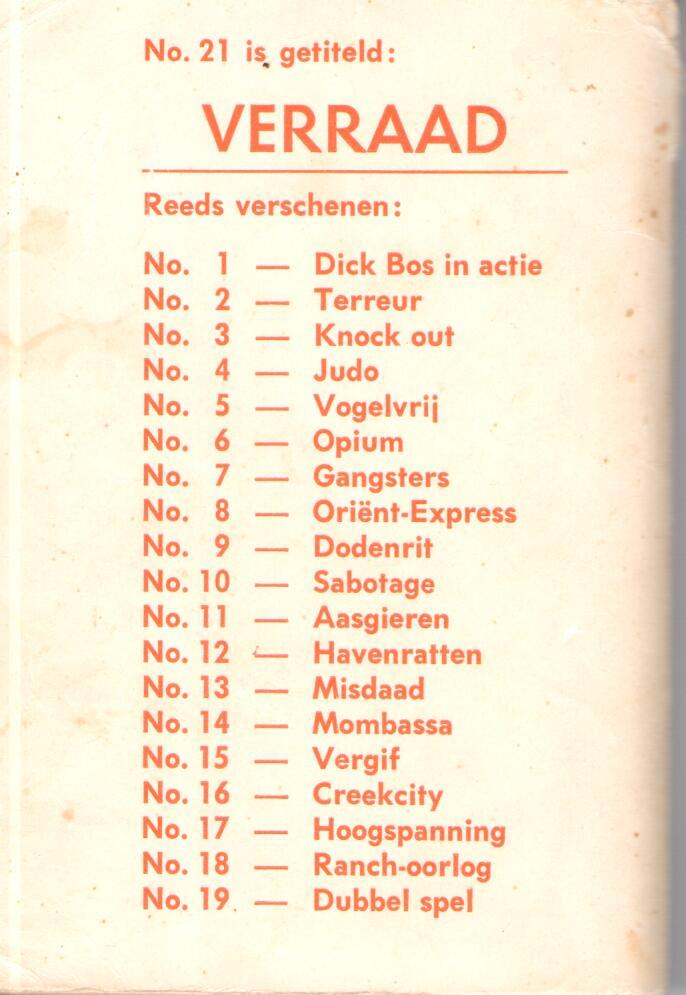 No. 21 is getiteld:
VERRAAD
Reeds verschenen:
No. 1 — Dick Bos in actie
No. 2 — Terreur
No. 3 — Knock out
No. 4 — Judo
No. 5 — Vogelvrij
No. 6 — Opium
No. 7 — Gangsters
No. 8 — Oriënt-Express
No. 9 — Dodenrit
No. 10 — Sabotage
No. 11 — Aasgieren
No. 12 — Havenratten
No. 13 — Misdaad
No. 14 — Mombassa
No. 15 — Vergif
No. 16 — Creekcity
No. 17 — Hoogspanning
No. 18 — Ranch-oorlog
No. 19 — Dubbel spel